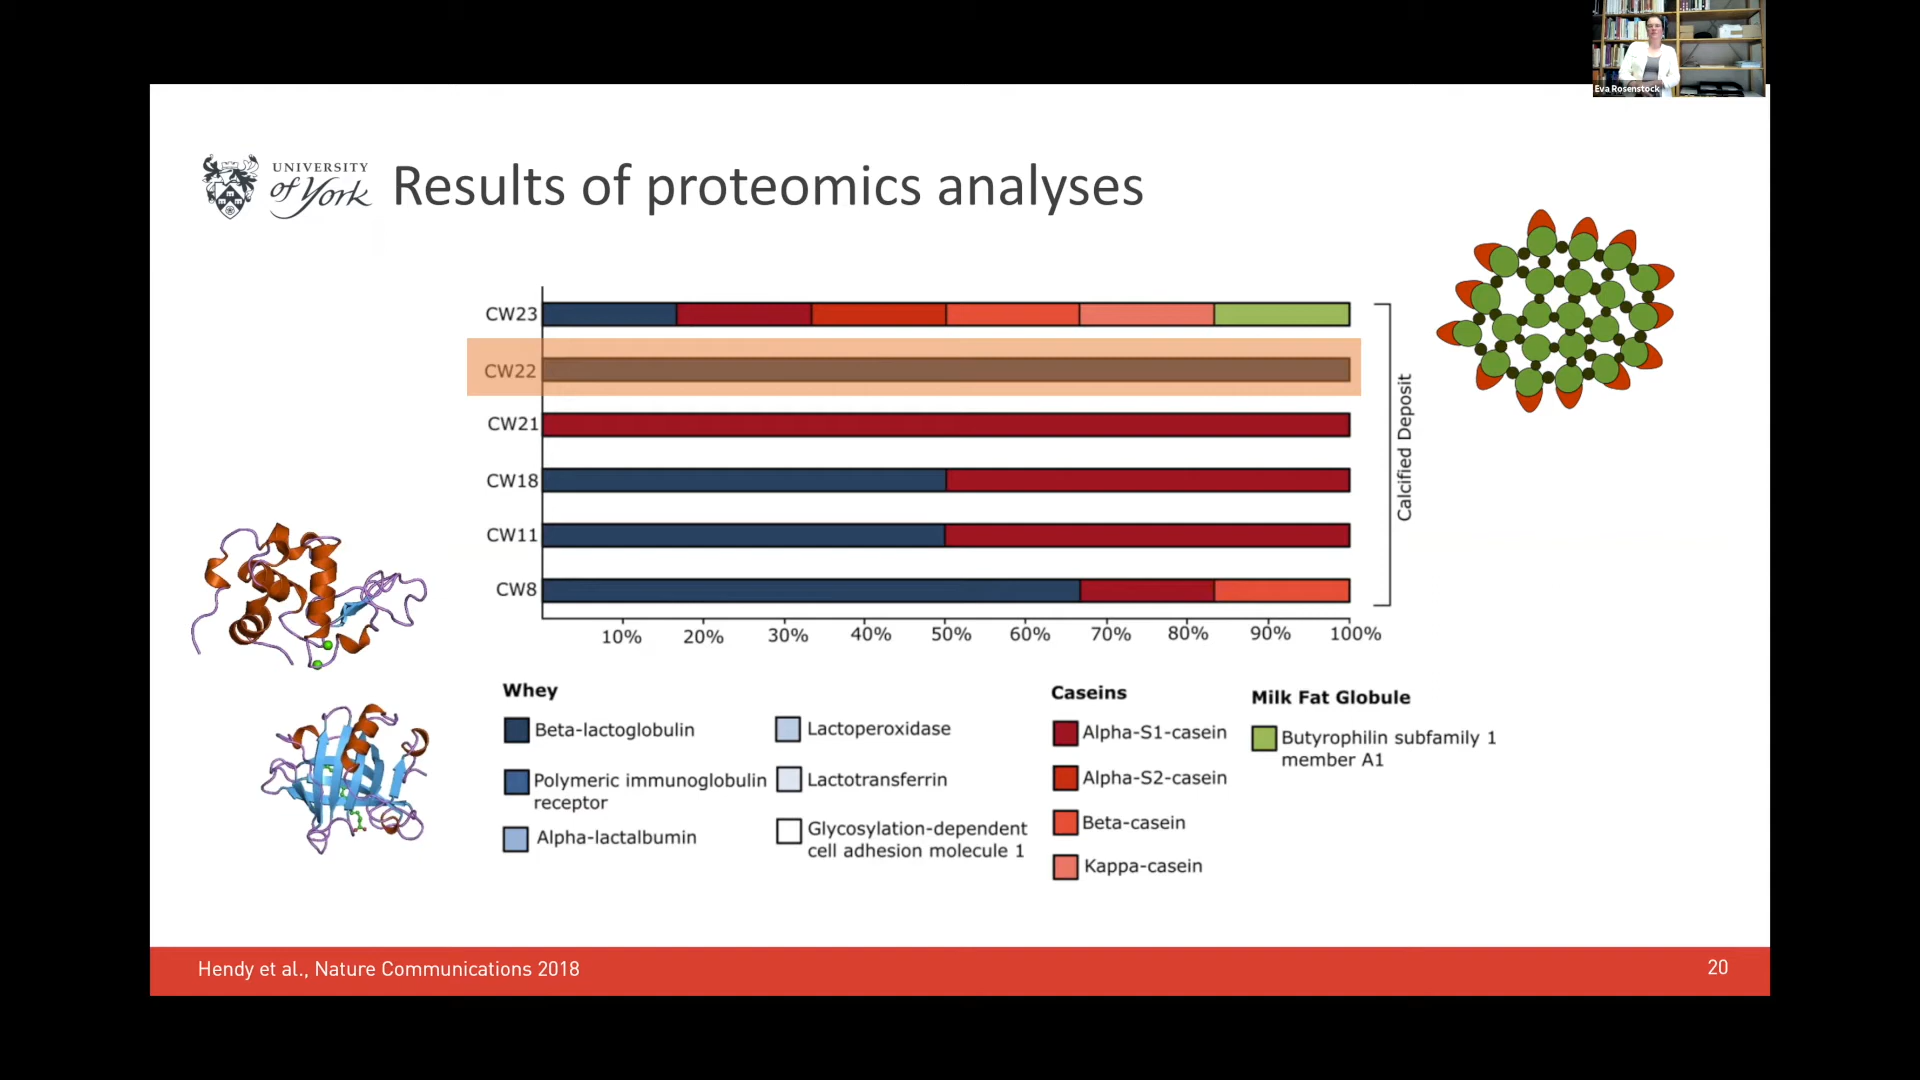 Eva Rosenstock
UNIVERSITY
of York
Results of proteomics analyses
CW23
CW22
CW21
CW18
CW11
CW8
Calcified Deposit
10% 20% 30% 40% 50% 60% 70% 80% 90% 100%
Whey
Beta-lactoglobulin
Polymeric immunoglobulin
receptor
Alpha-lactalbumin
Lactoperoxidase
Lactotransferrin
Glycosylation-dependent
cell adhesion molecule 1
Caseins
Alpha-S1-casein
Alpha-S2-casein
Beta-casein
Kappa-casein
Milk Fat Globule
Butyrophilin subfamily 1
member A1
Hendy et al., Nature Communications 2018
20